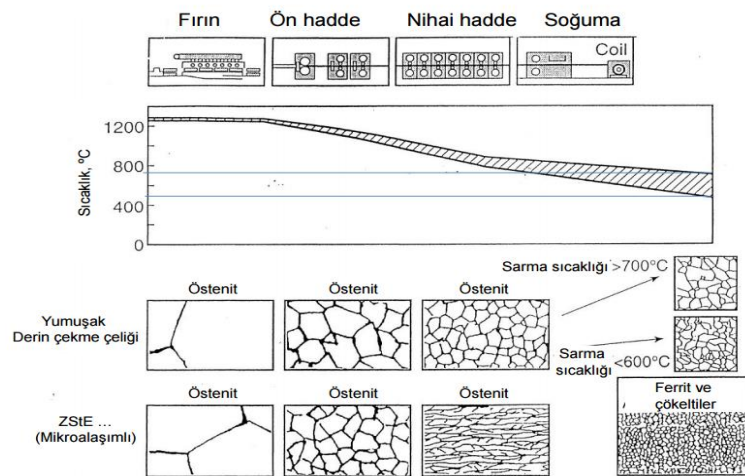 Fırın
Ön hadde
Nihai hadde
Soğuma
Coil
Sıcaklık, °C
1200
800
400
0
Sarma sıcaklığı >700°C
Östenit
Östenit
Östenit
Yumuşak
Derin çekme çeliği
Sarma
sıcaklığı
<600°C
Östenit
Östenit
Östenit
Ferrit ve
çökeltiler
ZStE ...
(Mikroalaşımlı)